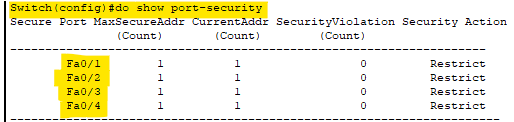 Switch(config)#do show port-security
Secure Port MaxSecureAddr CurrentAddr SecurityViolation Security Action
(Count) (Count) (Count)
--------------------------------------------------------------------
Fa0/1 1 1 0 Restrict
Fa0/2 1 1 0 Restrict
Fa0/3 1 1 0 Restrict
Fa0/4 1 1 0 Restrict
----------------------------------------------------------------------